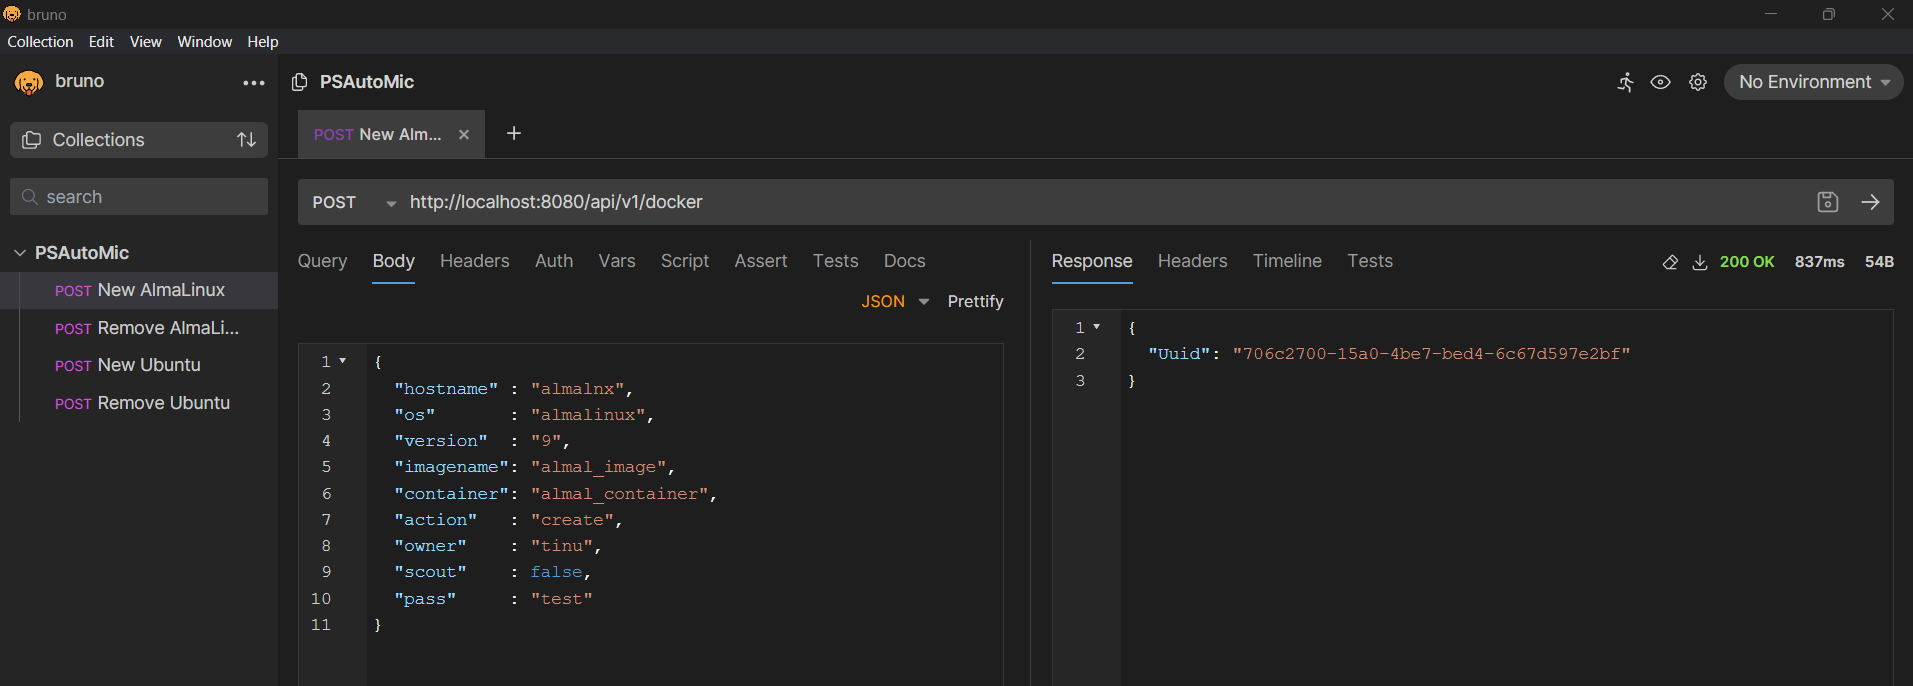 bruno
Collection Edit View Window Help
bruno
PSAutoMic
No Environment
Collections
POST New Alm...
search
POST http://localhost:8080/api/v1/docker
PSAutoMic
POST New AlmaLinux
POST Remove AlmaLi...
POST New Ubuntu
POST Remove Ubuntu
Query Body Headers Auth Vars Script Assert Tests Docs
JSON Prettify
1 {
2 "hostname" : "almalnx",
3 "os" : "almalinux",
4 "version" : "9",
5 "imagename": "almal_image",
6 "container": "almal_container",
7 "action" : "create",
8 "owner" : "tinu",
9 "scout" : false,
10 "pass" : "test"
11 }
Response Headers Timeline Tests
200 OK 837ms 54B
1 {
2 "Uuid": "706c2700-15a0-4be7-bed4-6c67d597e2bf"
3 }